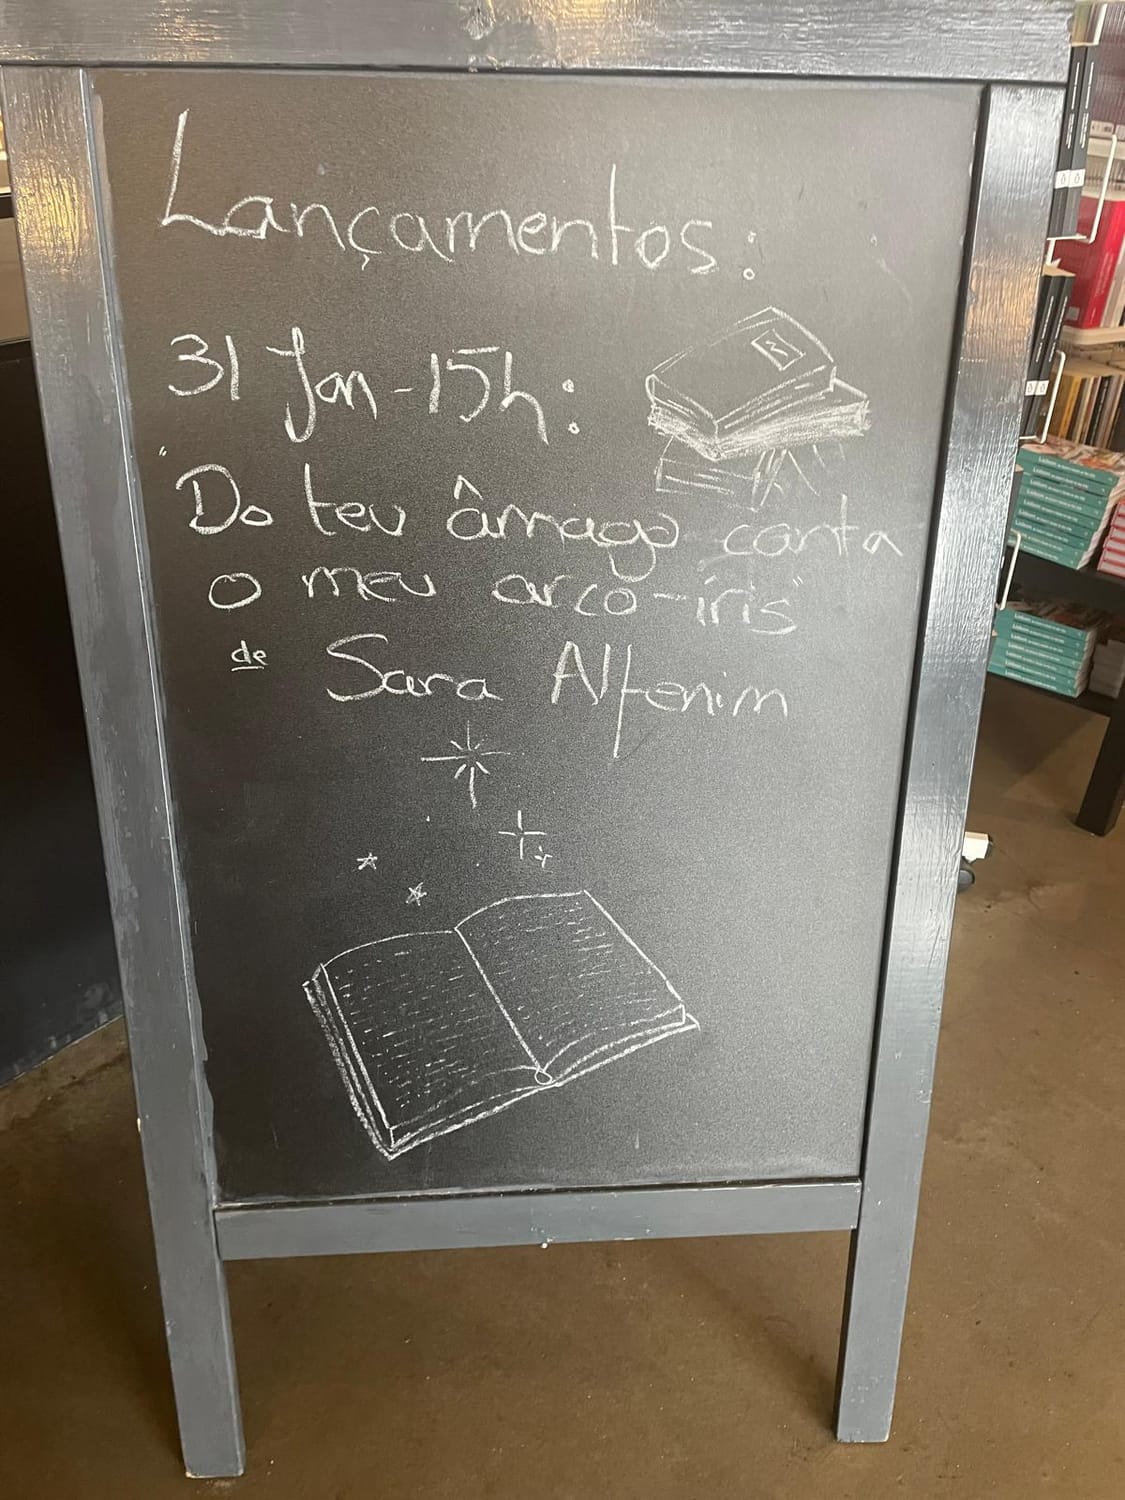 Lançamentos:
31 Jan - 15h:
"Do teu âmago canta
o meu arco-íris"
de Sara Alfenim